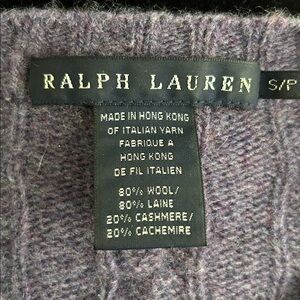 RALPH LAUREN
S/P
MADE IN HONG KONG
OF ITALIAN YARN
FABRIQUE A
HONG KONG
DE FIL ITALIEN
80% WOOL/
80% LAINE
20% CASHMERE/
20% CACHEMIRE